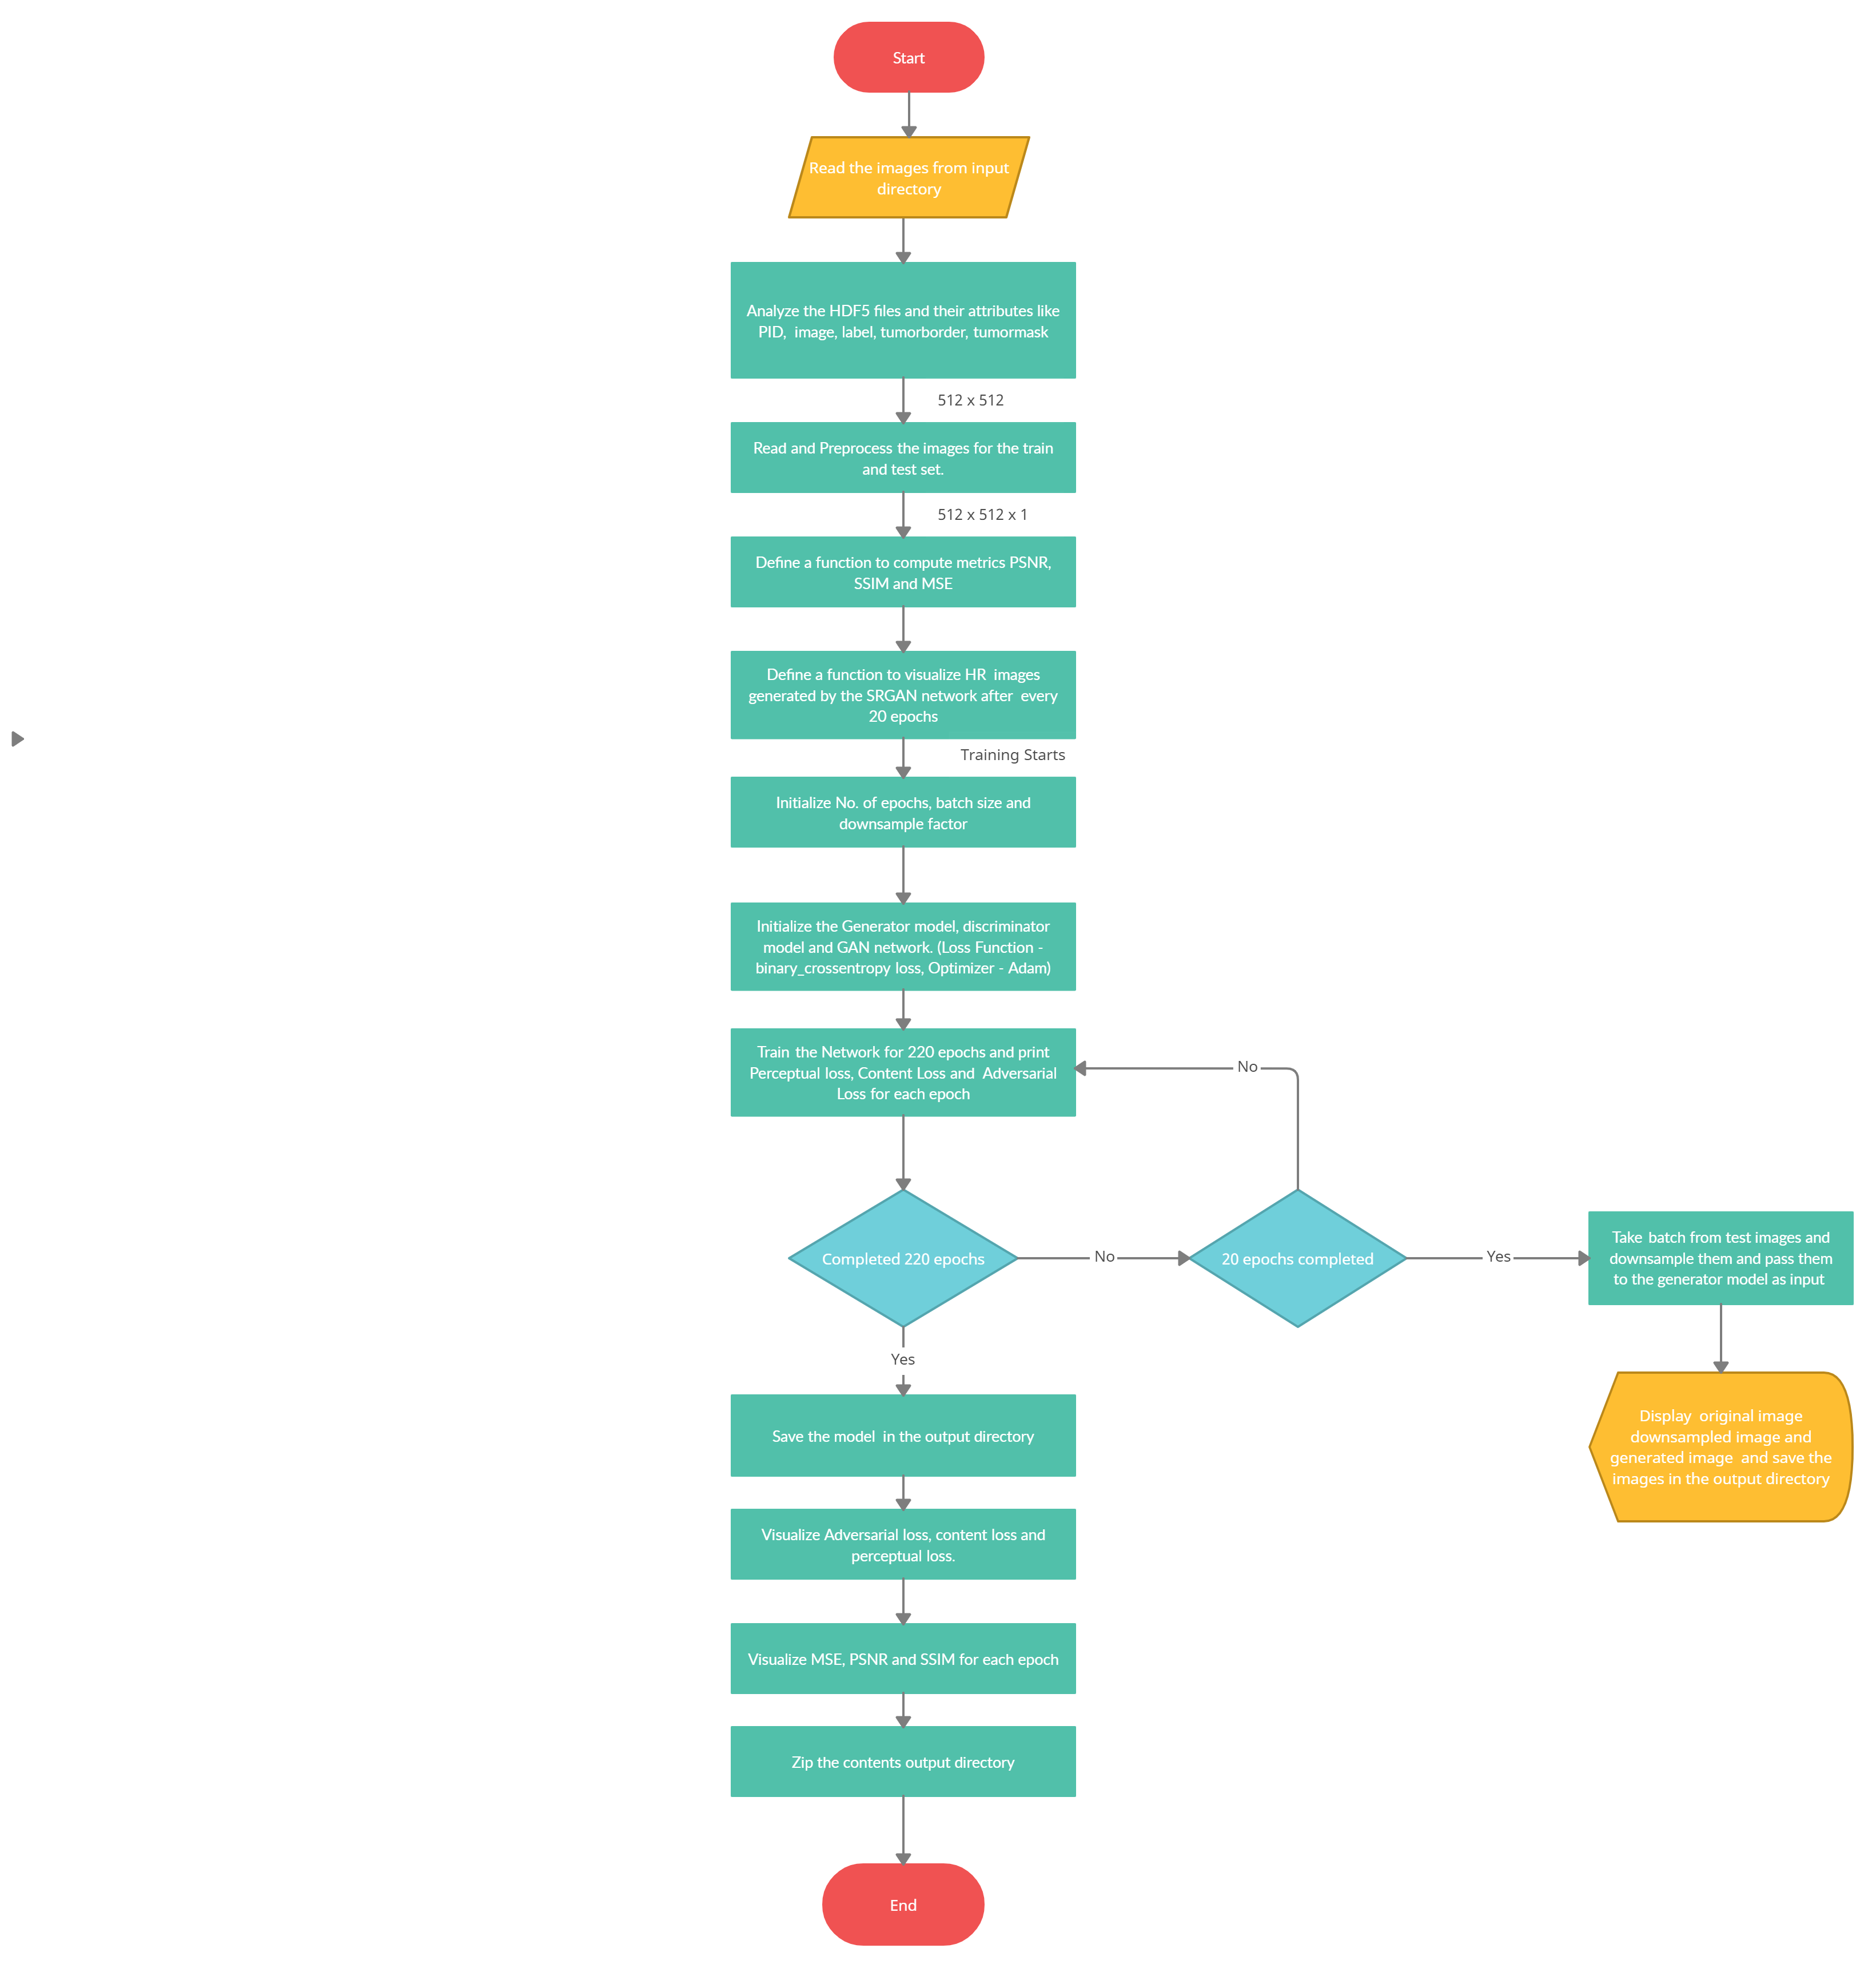 Start
Read the images from input
directory
Analyze the HDF5 files and their attributes like
PID,  image, label, tumorborder, tumormask
512 x 512
Read and Preprocess the images for the train
and test set.
512 x 512 x 1
Define a function to compute metrics PSNR,
SSIM and MSE
Define a function to visualize HR  images
generated by the SRGAN network after  every
20 epochs
Training Starts
Initialize No. of epochs, batch size and
downsample factor
Initialize the Generator model, discriminator
model and GAN network. (Loss Function -
binary_crossentropy loss, Optimizer - Adam)
Train  the Network for 220 epochs and print
Perceptual loss, Content Loss and  Adversarial
Loss for each epoch
No
Completed 220 epochs
No
20 epochs completed
Yes
Take  batch from test images and
downsample them and pass them
to the generator model as input
Yes
Display  original image
downsampled image and
generated image  and save the
images in the output directory
Save the model  in the output directory
Visualize Adversarial loss, content loss and
perceptual loss.
Visualize MSE, PSNR and SSIM for each epoch
Zip the contents output directory
End